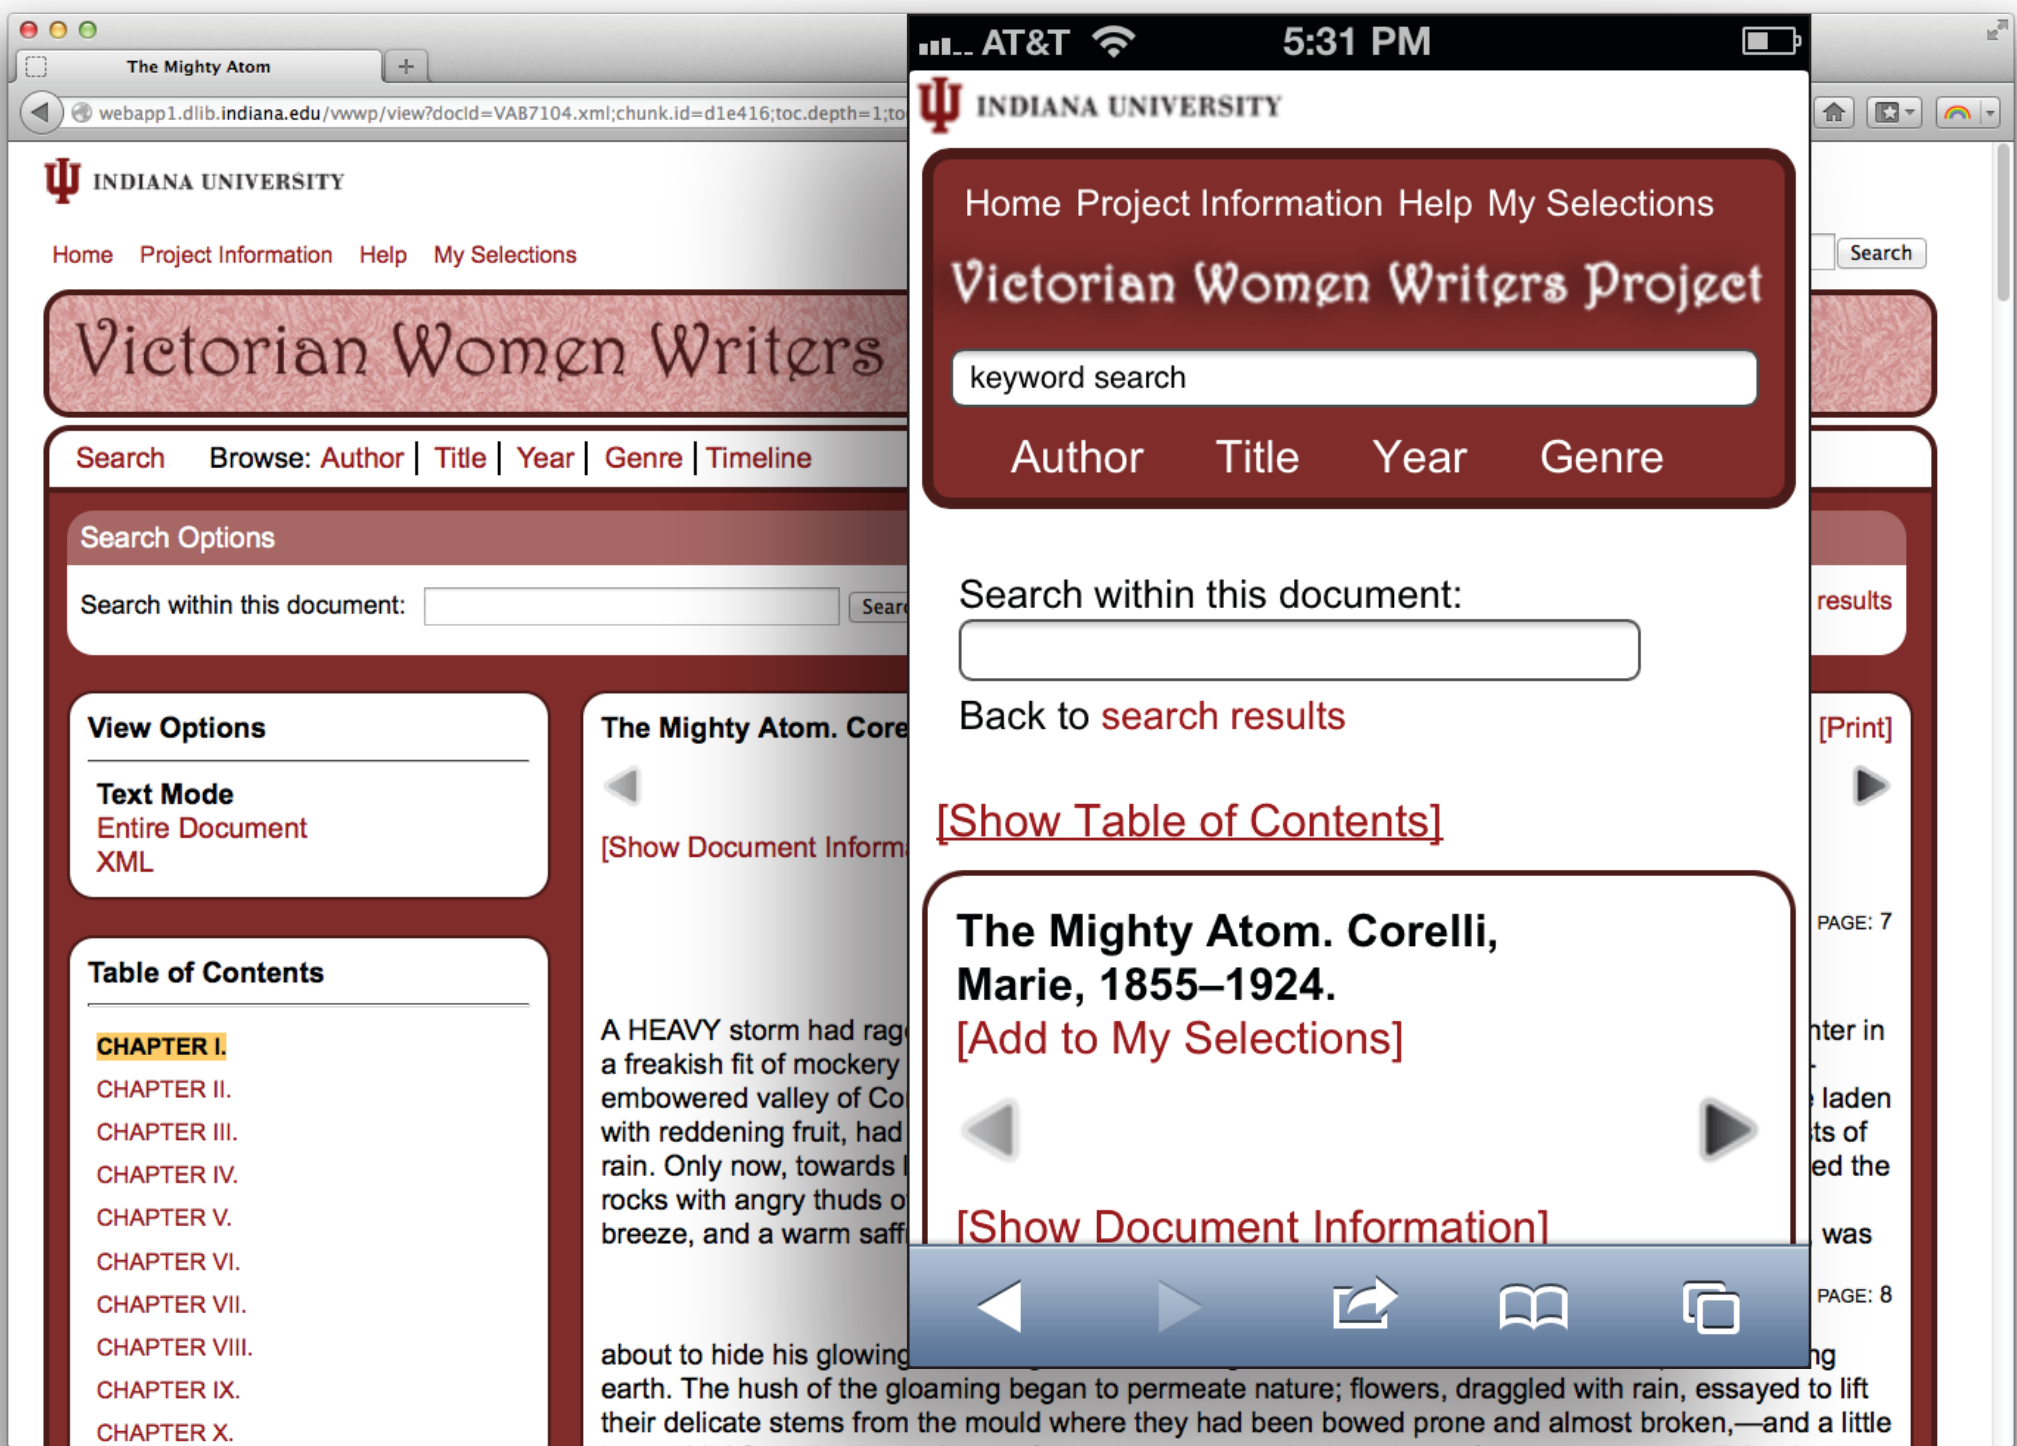 The Mighty Atom
webapp1.dlib.indiana.edu/vwwp/view?docId=VAB7104.xml;chunk.id=d1e416;toc.depth=1;to
INDIANA UNIVERSITY
Home Project Information Help My Selections
Search
Victorian Women Writers
Search Browse: Author | Title | Year | Genre | Timeline
Search Options
Search within this document:
results
View Options
Text Mode
Entire Document
XML
Table of Contents
CHAPTER I.
CHAPTER II.
CHAPTER III.
CHAPTER IV.
CHAPTER V.
CHAPTER VI.
CHAPTER VII.
CHAPTER VIII.
CHAPTER IX.
CHAPTER X.
The Mighty Atom. Core
[Print]
[Show Document Inform
PAGE: 7
A HEAVY storm had rag
nter in
a freakish fit of mockery
embowered valley of Co
laden
with reddening fruit, had
ts of
rain. Only now, towards
ed the
rocks with angry thuds o
breeze, and a warm saff
was
PAGE: 8
about to hide his glowing
ng
earth. The hush of the gloaming began to permeate nature; flowers, draggled with rain, essayed to lift
their delicate stems from the mould where they had been bowed prone and almost broken,—and a little
AT&T 5:31 PM
INDIANA UNIVERSITY
Home Project Information Help My Selections
Victorian Women Writers Project
keyword search
Author Title Year Genre
Search within this document:
Back to search results
[Show Table of Contents]
The Mighty Atom. Corelli,
Marie, 1855–1924.
[Add to My Selections]
[Show Document Information]